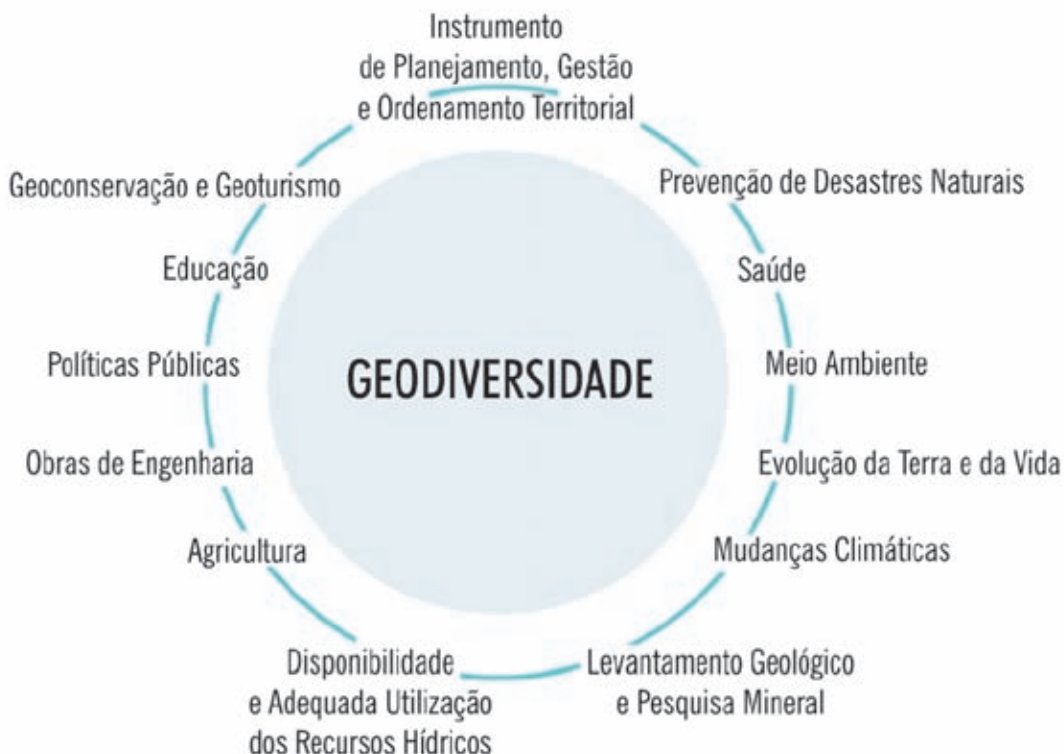 Instrumento
de Planejamento, Gestão
e Ordenamento Territorial
Prevenção de Desastres Naturais
Saúde
Meio Ambiente
Evolução da Terra e da Vida
Mudanças Climáticas
Levantamento Geológico
e Pesquisa Mineral
Disponibilidade
e Adequada Utilização
dos Recursos Hídricos
Agricultura
Obras de Engenharia
Políticas Públicas
Educação
Geoconservação e Geoturismo
GEODIVERSIDADE